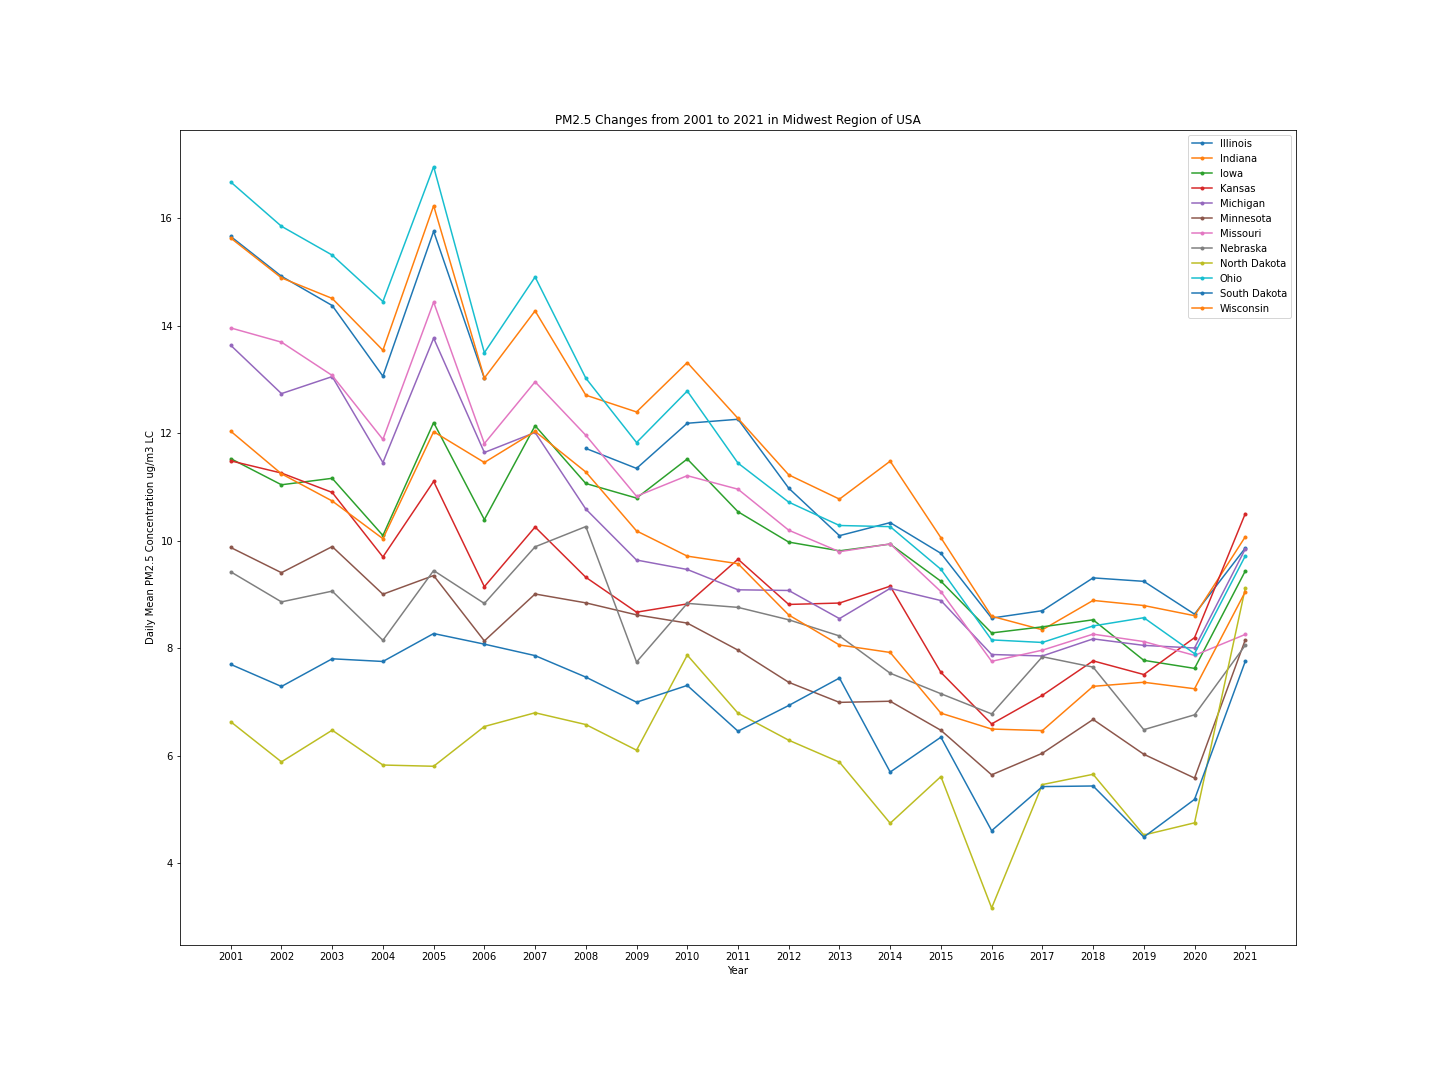 PM2.5 Changes from 2001 to 2021 in Midwest Region of USA
Illinois
Indiana
Iowa
Kansas
Michigan
Minnesota
Missouri
Nebraska
North Dakota
Ohio
South Dakota
Wisconsin
Daily Mean PM2.5 Concentration ug/m3 LC
16
14
12
10
8
6
4
2001 2002 2003 2004 2005 2006 2007 2008 2009 2010 2011 2012 2013 2014 2015 2016 2017 2018 2019 2020 2021
Year